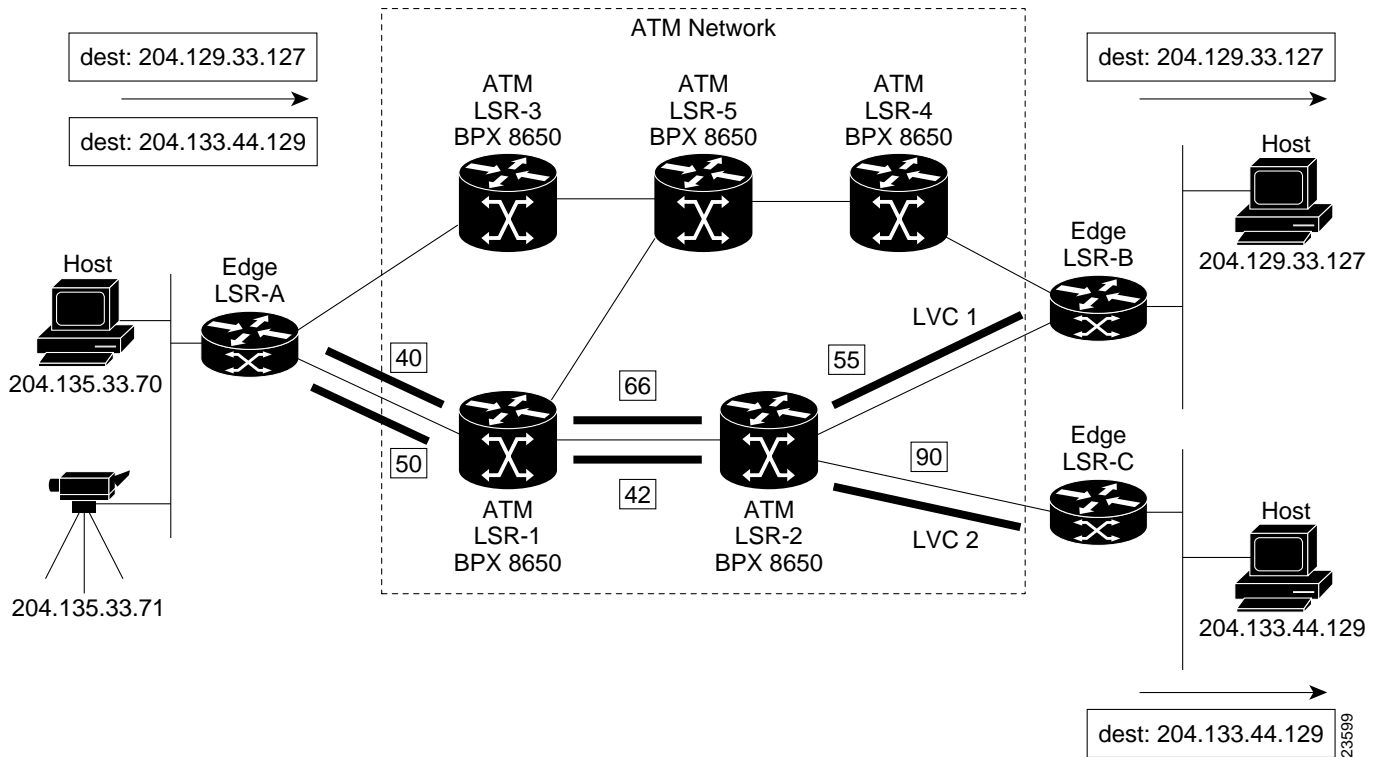 ATM Network
dest: 204.129.33.127
dest: 204.133.44.129
dest: 204.129.33.127
ATM
LSR-3
BPX 8650
ATM
LSR-5
BPX 8650
ATM
LSR-4
BPX 8650
Host
204.129.33.127
Host
204.135.33.70
Edge
LSR-A
Edge
LSR-B
LVC 1
40
66
55
50
42
90
ATM
LSR-1
BPX 8650
ATM
LSR-2
BPX 8650
LVC 2
Edge
LSR-C
Host
204.133.44.129
204.135.33.71
dest: 204.133.44.129
23599